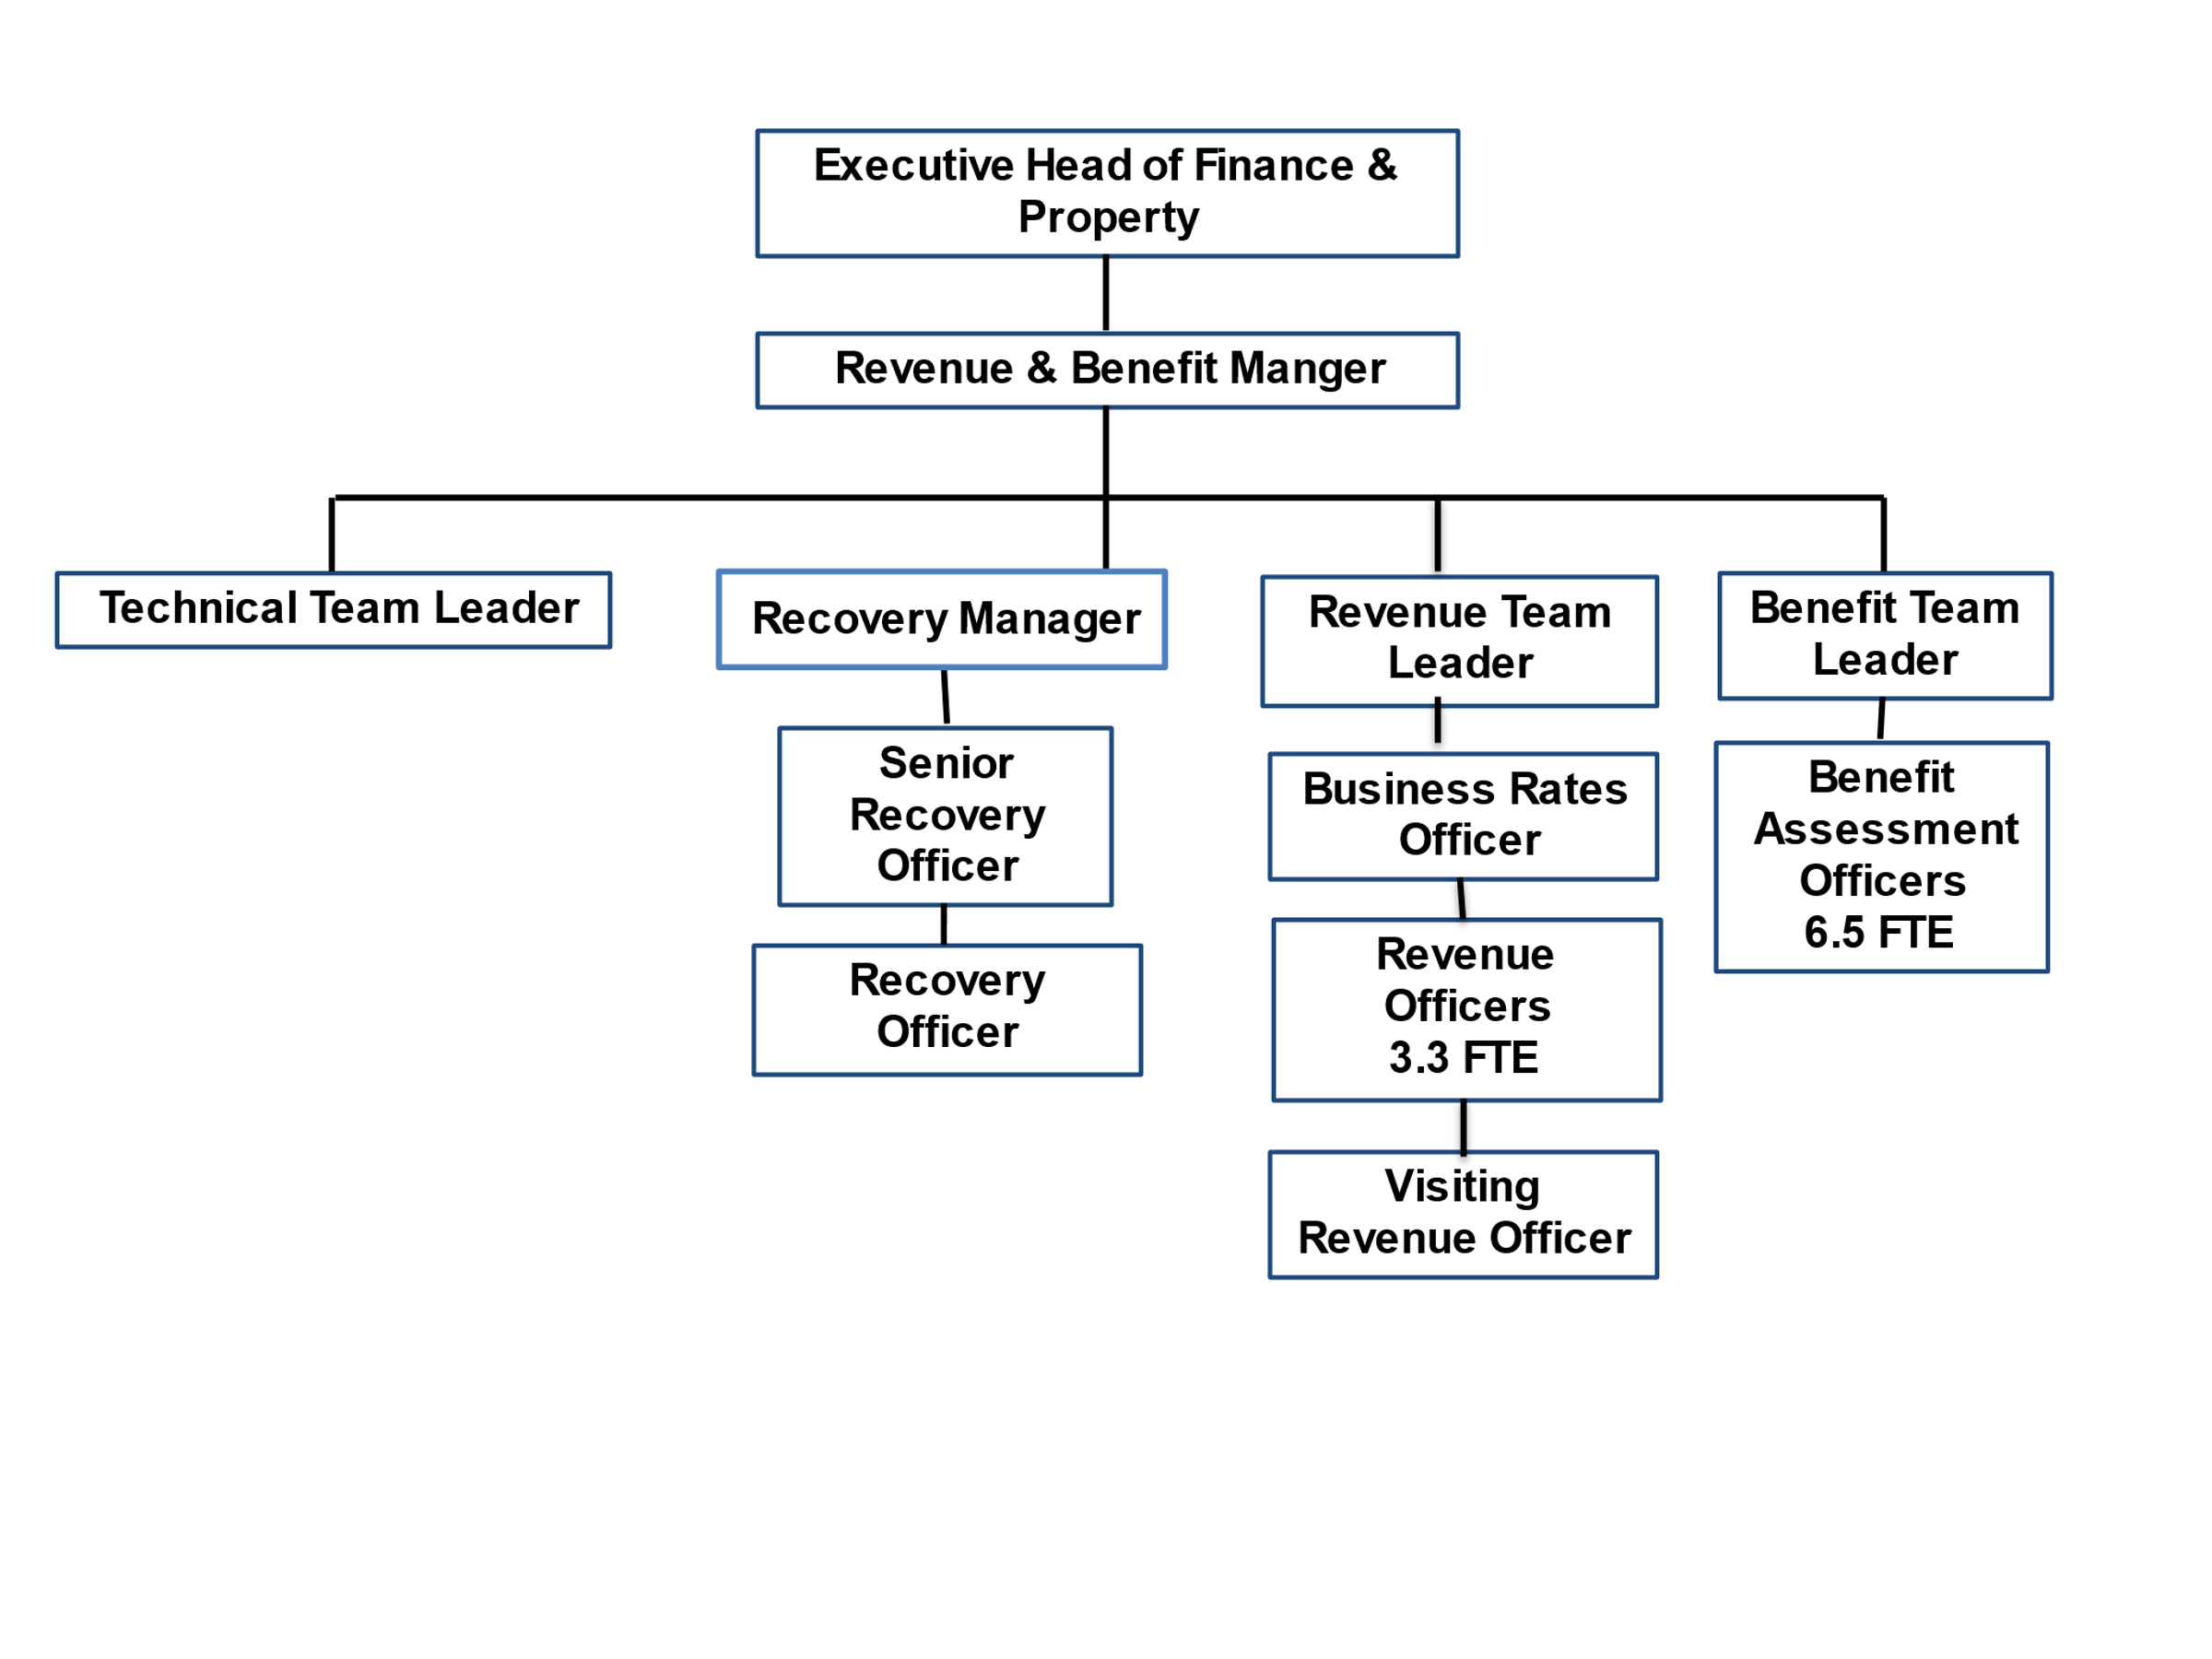 Executive Head of Finance &
Property
Revenue & Benefit Manger
Technical Team Leader
Recovery Manager
Senior
Recovery
Officer
Recovery
Officer
Revenue Team
Leader
Business Rates
Officer
Revenue
Officers
3.3 FTE
Visiting
Revenue Officer
Benefit Team
Leader
Benefit
Assessment
Officers
6.5 FTE